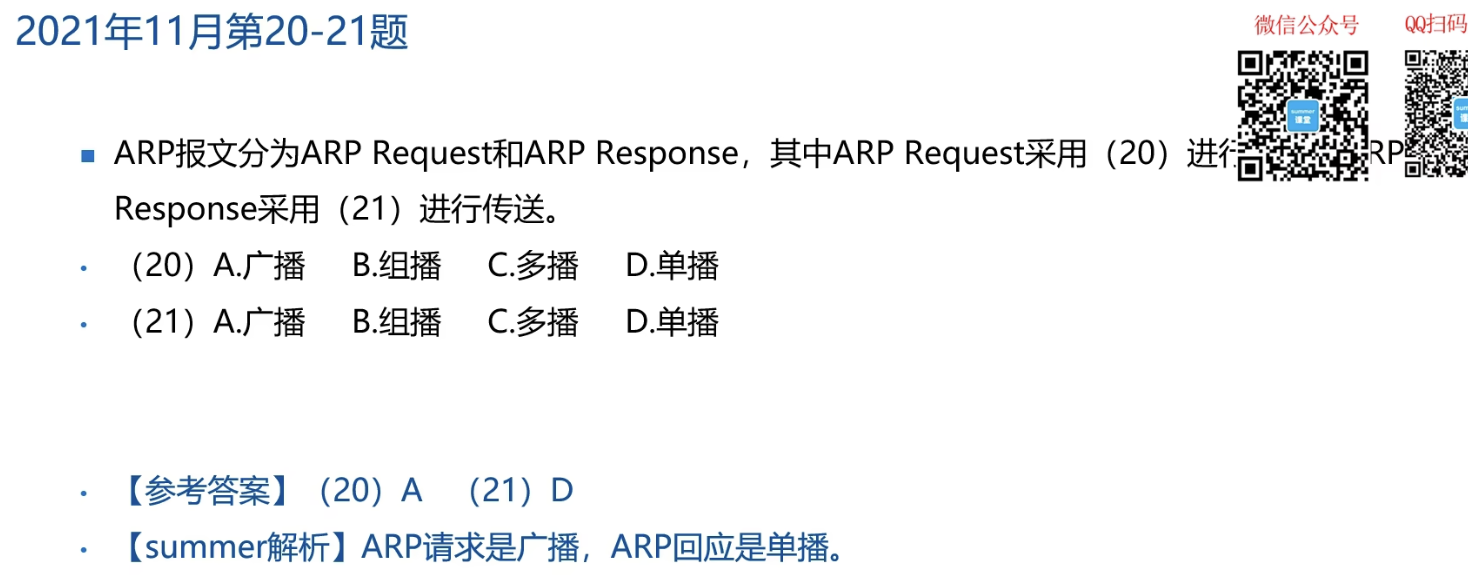 2021年11月第20-21题
微信公众号
QQ扫码
ARP报文分为ARP Request和ARP Response，其中ARP Request采用（20）进行 RP
Response采用（21）进行传送。
（20）A.广播 B.组播 C.多播 D.单播
（21）A.广播 B.组播 C.多播 D.单播
【参考答案】（20）A （21）D
【summer解析】ARP请求是广播，ARP回应是单播。
summer
课堂